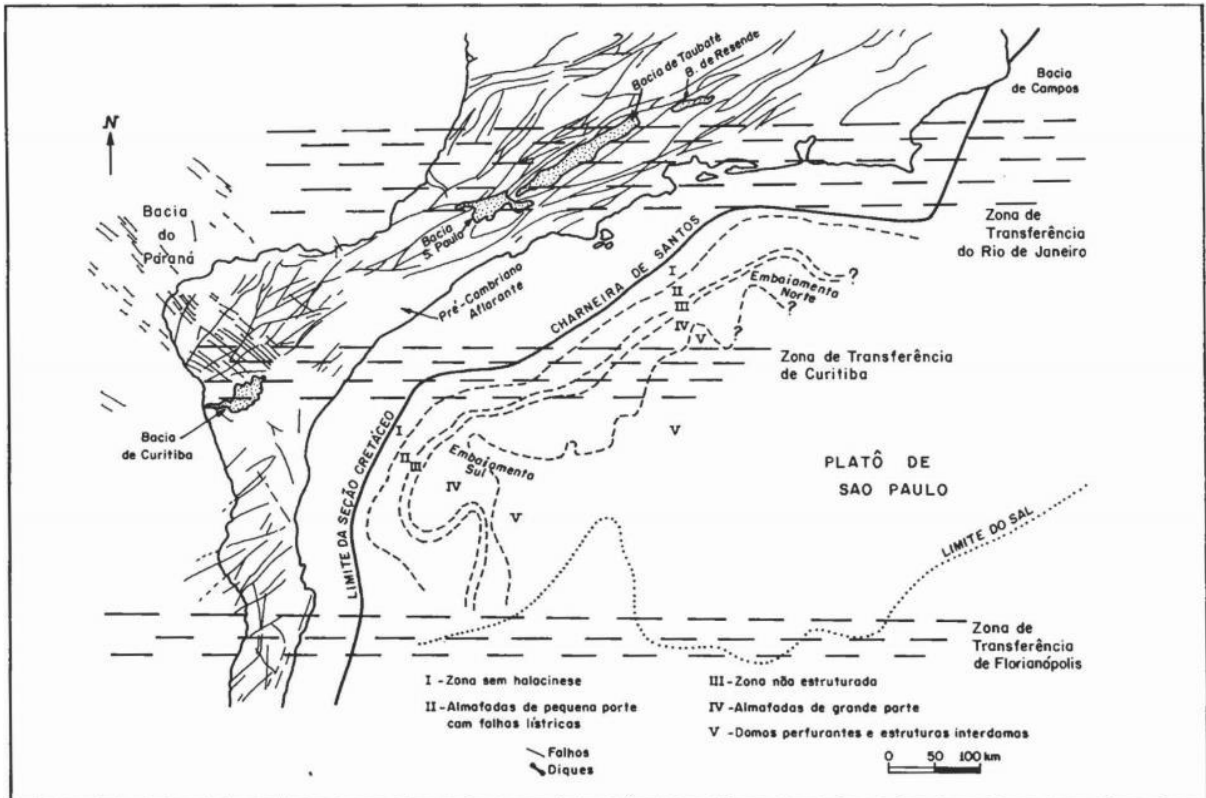 Bacia de Taubaté
B. de Resende
Bacia
de Campos
N
Bacia
do
Paraná
Bacia
S. Paulo
Zona de
Transferência
do Rio de Janeiro
CHARNEIRA DE SANTOS
I
II
III
IV
V
Embaiamento
Norte
?
?
?
Pré-Cambriano
Aflorante
Zona de Transferência
de Curitiba
Bacia
de Curitiba
LIMITE DA SEÇÃO CRETÁCEO
I
II
III
Embaiamento
Sul
IV
V
V
PLATÔ DE
SAO PAULO
LIMITE DO SAL
Zona de
Transferência
de Florianópolis
I - Zona sem halocinese
II - Almafadas de pequena porte
com falhas lístricas
III - Zona não estruturada
IV - Almafadas de grande porte
V - Domos perfurantes e estruturas interdomos
Falhas
Diques
0 50 100 km